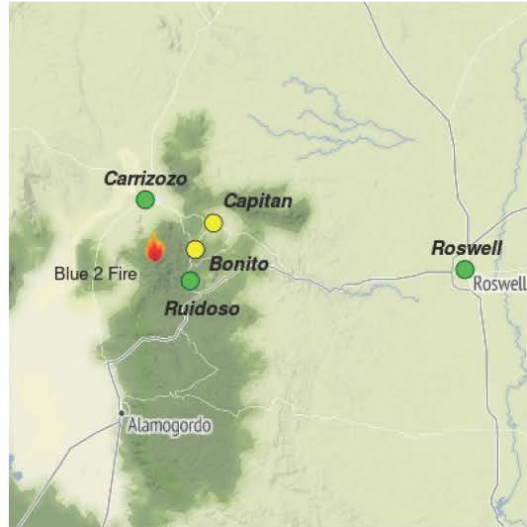 Carrizozo
Capitan
Blue 2 Fire
Bonito
Roswell
Roswell
Ruidoso
Alamogordo